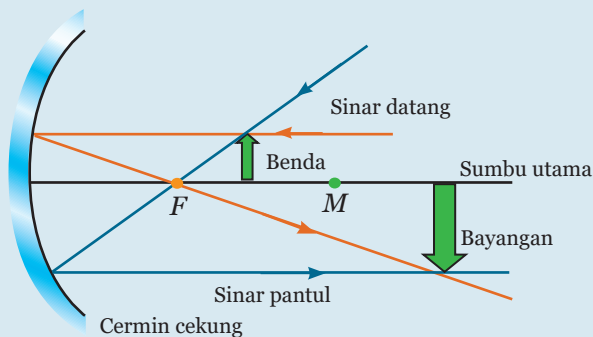 Sinar datang
Benda
Sumbu utama
F
M
Bayangan
Sinar pantul
Cermin cekung